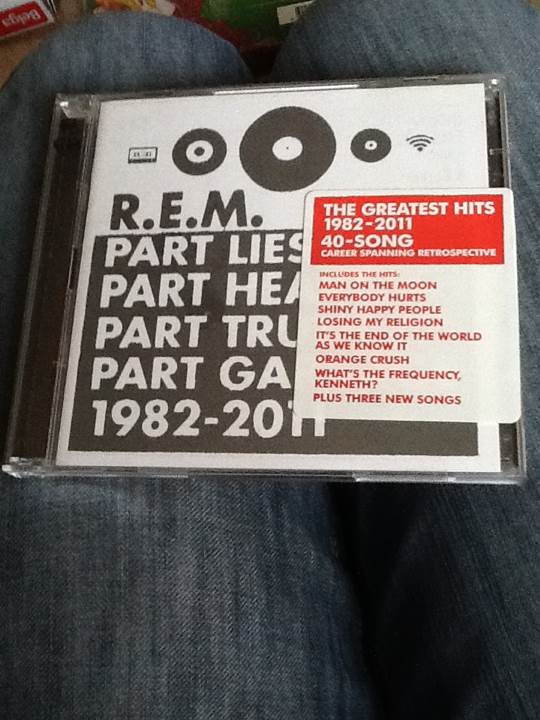 Belga
R.E.M.
PART LIES
PART HEA
PART TRU
PART GA
1982-2011
THE GREATEST HITS
1982-2011
40-SONG
CAREER SPANNING RETROSPECTIVE
INCLUDES THE HITS:
MAN ON THE MOON
EVERYBODY HURTS
SHINY HAPPY PEOPLE
LOSING MY RELIGION
IT'S THE END OF THE WORLD
AS WE KNOW IT
ORANGE CRUSH
WHAT'S THE FREQUENCY,
KENNETH?
PLUS THREE NEW SONGS